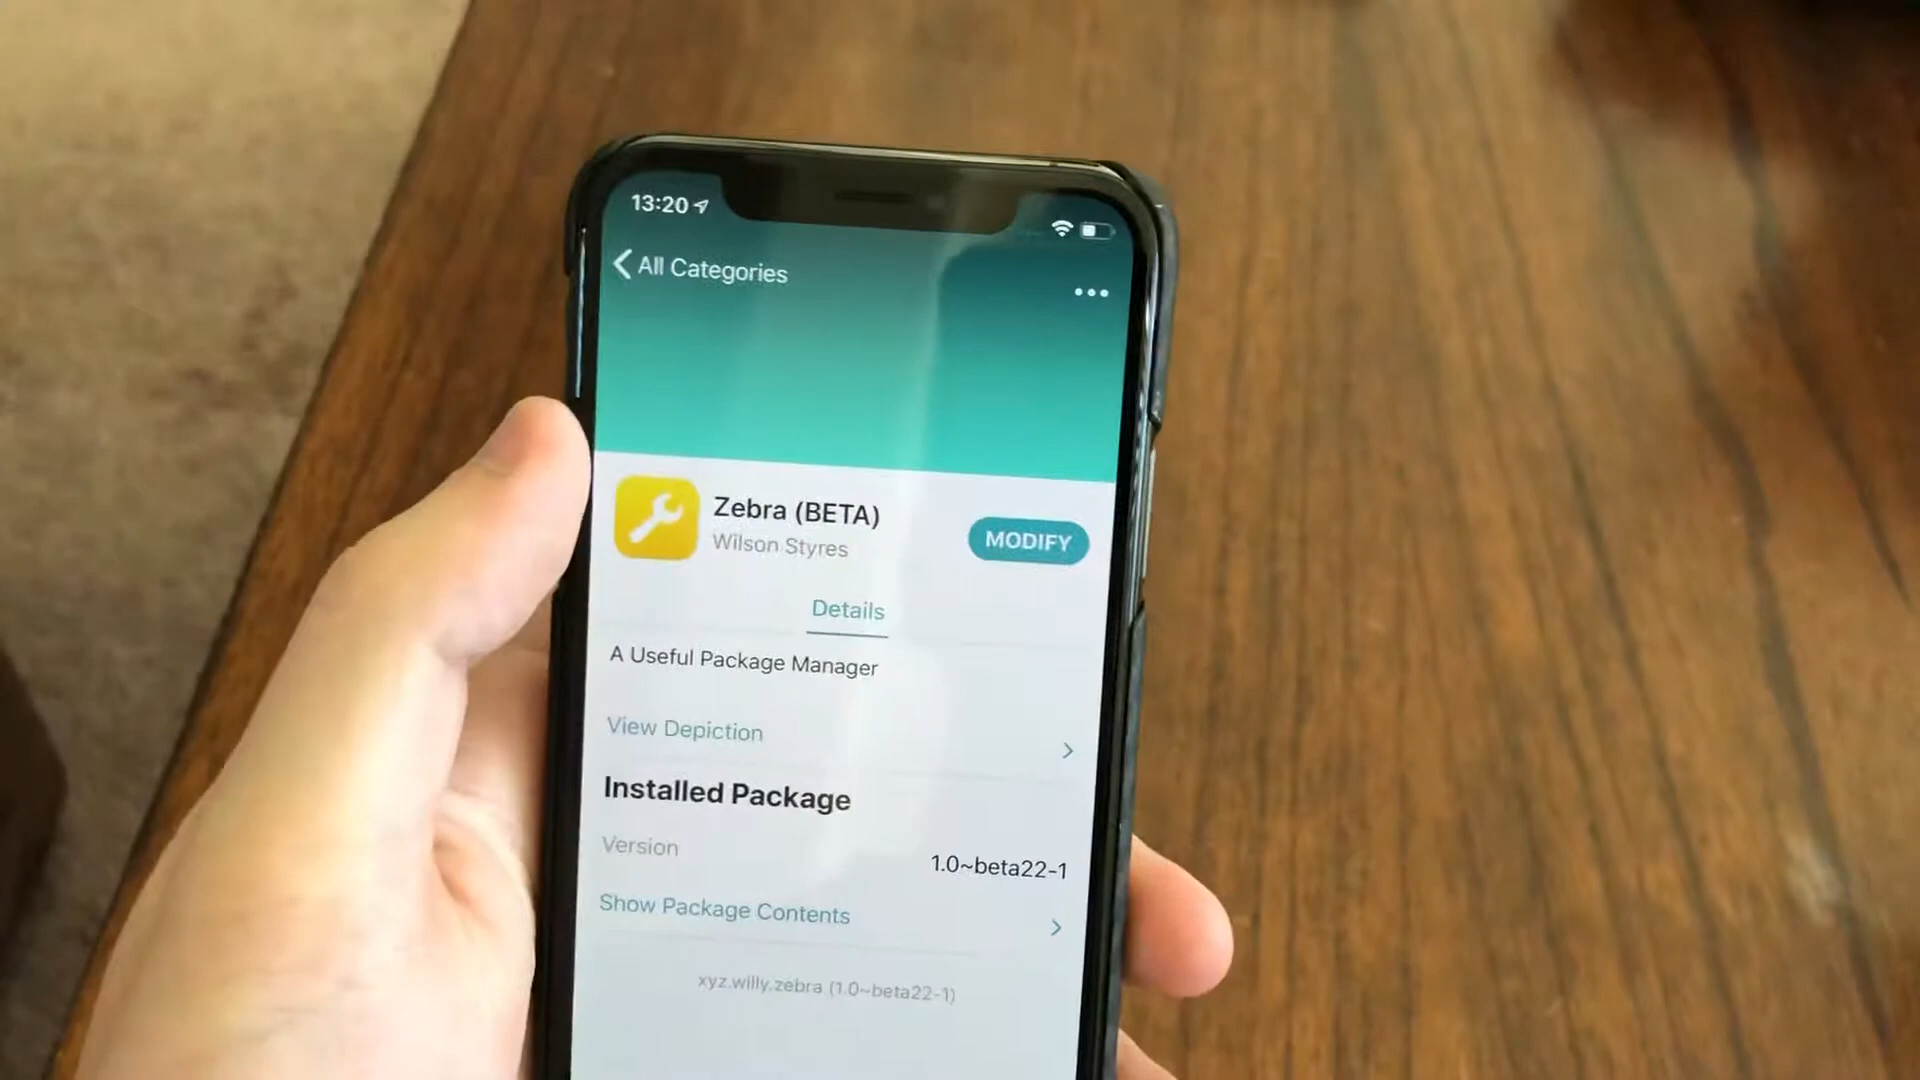 13:20
All Categories
Zebra (BETA)
Wilson Styres
MODIFY
Details
A Useful Package Manager
View Depiction
Installed Package
Version
1.0~beta22-1
Show Package Contents
xyz.willy.zebra (1.0~beta22-1)